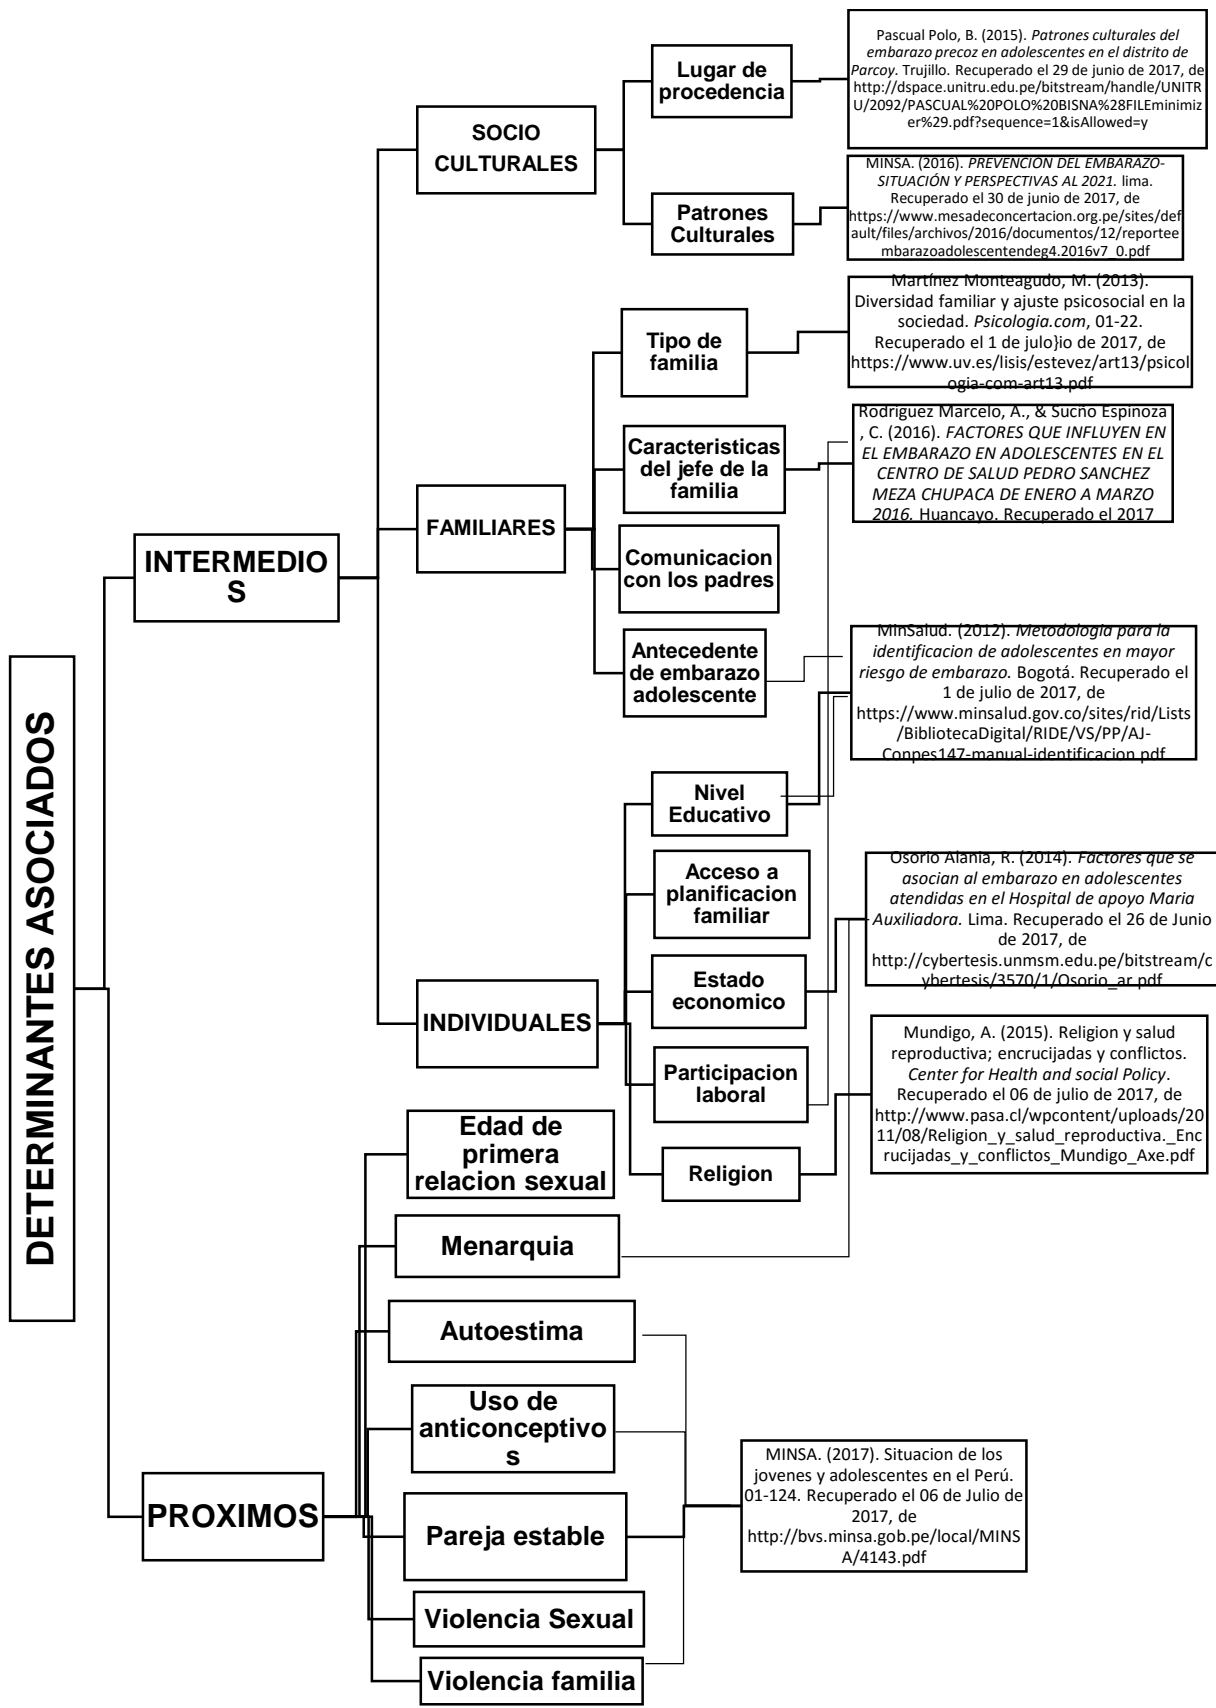 DETERMINANTES ASOCIADOS
INTERMEDIO
S
SOCIO
CULTURALES
Lugar de
procedencia
Pascual Polo, B. (2015). Patrones culturales del
embarazo precoz en adolescentes en el distrito de
Parcoy. Trujillo. Recuperado el 29 de junio de 2017, de
http://dspace.unitru.edu.pe/bitstream/handle/UNITR
U/2092/PASCUAL%20POLO%20BISNA%28FILEminimiz
er%29.pdf?sequence=1&isAllowed=y
Patrones
Culturales
MINSA. (2016). PREVENCIÓN DEL EMBARAZO-
SITUACIÓN Y PERSPECTIVAS AL 2021. lima.
Recuperado el 30 de junio de 2017, de
https://www.mesadeconcertacion.org.pe/sites/def
ault/files/archivos/2016/documentos/12/reportee
mbarazoadolescentendeg4.2016v7_0.pdf
FAMILIARES
Tipo de
familia
Martínez Monteagudo, M. (2013).
Diversidad familiar y ajuste psicosocial en la
sociedad. Psicologia.com, 01-22.
Recuperado el 1 de julo}io de 2017, de
https://www.uv.es/lisis/estevez/art13/psicol
ogia-com-art13.pdf
Caracteristicas
del jefe de la
familia
Rodriguez Marcelo, A., & Sucño Espinoza
, C. (2016). FACTORES QUE INFLUYEN EN
EL EMBARAZO EN ADOLESCENTES EN EL
CENTRO DE SALUD PEDRO SANCHEZ
MEZA CHUPACA DE ENERO A MARZO
2016. Huancayo. Recuperado el 2017
Comunicacion
con los padres
Antecedente
de embarazo
adolescente
MinSalud. (2012). Metodologia para la
identificacion de adolescentes en mayor
riesgo de embarazo. Bogotá. Recuperado el
1 de julio de 2017, de
https://www.minsalud.gov.co/sites/rid/Lists
/BibliotecaDigital/RIDE/VS/PP/AJ-
Conpes147-manual-identificacion.pdf
INDIVIDUALES
Nivel
Educativo
Acceso a
planificacion
familiar
Estado
economico
Osorio Alania, R. (2014). Factores que se
asocian al embarazo en adolescentes
atendidas en el Hospital de apoyo Maria
Auxiliadora. Lima. Recuperado el 26 de Junio
de 2017, de
http://cybertesis.unmsm.edu.pe/bitstream/c
ybertesis/3570/1/Osorio_ar.pdf
Participacion
laboral
Religion
Mundigo, A. (2015). Religion y salud
reproductiva; encrucijadas y conflictos.
Center for Health and social Policy.
Recuperado el 06 de julio de 2017, de
http://www.pasa.cl/wpcontent/uploads/20
11/08/Religion_y_salud_reproductiva._Enc
rucijadas_y_conflictos_Mundigo_Axe.pdf
PROXIMOS
Edad de
primera
relacion sexual
Menarquia
Autoestima
Uso de
anticonceptivo
s
Pareja estable
Violencia Sexual
Violencia familia
MINSA. (2017). Situacion de los
jovenes y adolescentes en el Perú.
01-124. Recuperado el 06 de Julio de
2017, de
http://bvs.minsa.gob.pe/local/MINS
A/4143.pdf